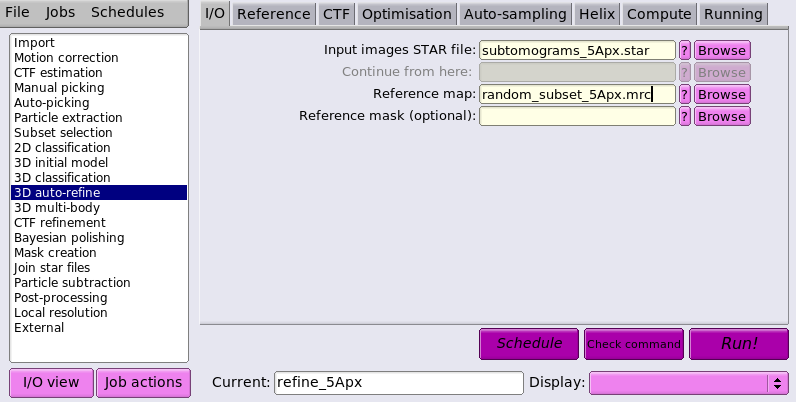 File Jobs Schedules
I/O Reference CTF Optimisation Auto-sampling Helix Compute Running
Import
Motion correction
CTF estimation
Manual picking
Auto-picking
Particle extraction
Subset selection
2D classification
3D initial model
3D classification
3D auto-refine
3D multi-body
CTF refinement
Bayesian polishing
Mask creation
Join star files
Particle subtraction
Post-processing
Local resolution
External
Input images STAR file: subtomograms_5Apx.star ? Browse
Continue from here: ? Browse
Reference map: random_subset_5Apx.mrc ? Browse
Reference mask (optional): ? Browse
Schedule Check command Run!
I/O view Job actions Current: refine_5Apx Display: